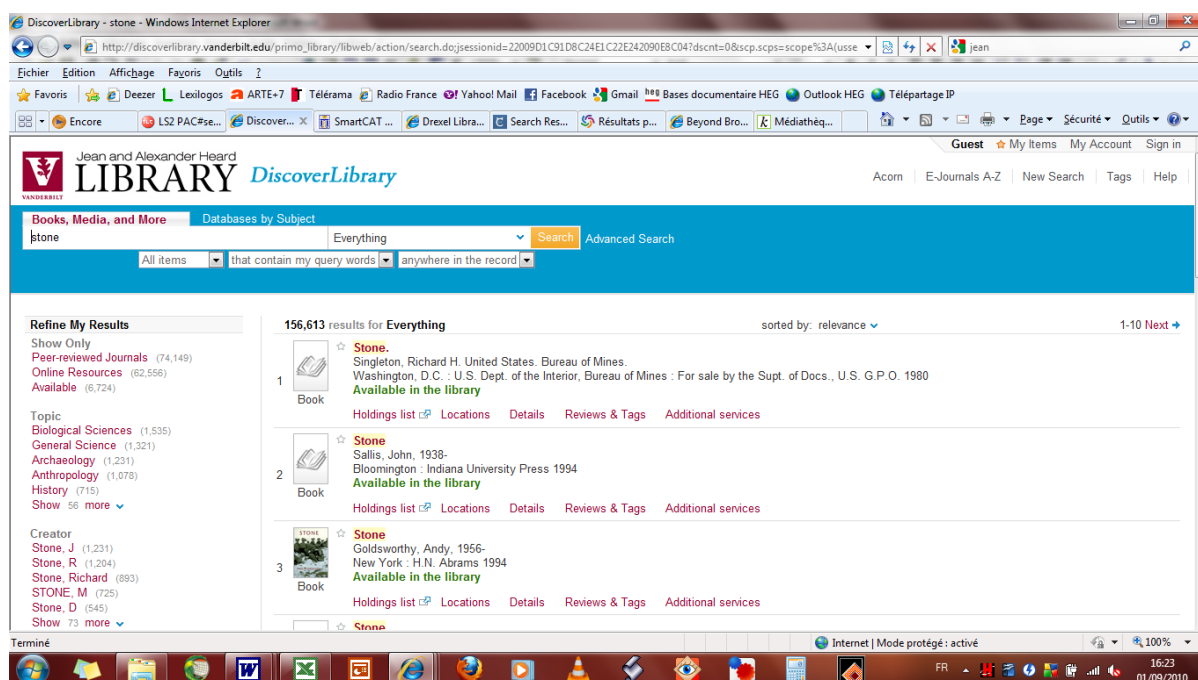 DiscoverLibrary - stone - Windows Internet Explorer
http://discoverlibrary.vanderbilt.edu/primo_library/libweb/action/search.do;jsessionid=22009D1C91D8C24E1C22E242090E8C04?dscnt=0&scp.scps=scope%3A(usse jean
Fichier Edition Affichage Favoris Outils ?
Favoris Deezer Lexilogos ARTE+7 Télérama Radio France Yahoo! Mail Facebook Gmail heg Bases documentaire HEG Outlook HEG Télépartage IP
Encore LS2 PAC#se... Discover... X SmartCAT ... Drexel Libra... Search Res... Résultats p... Beyond Bro... Médiathèq... Page Sécurité Outils
Guest My Items My Account Sign in
Jean and Alexander Heard
LIBRARY DiscoverLibrary
VANDERBILT
Acorn E-Journals A-Z New Search Tags Help
Books, Media, and More Databases by Subject
stone Everything Search Advanced Search
All items that contain my query words anywhere in the record
Refine My Results
Show Only
Peer-reviewed Journals (74,149)
Online Resources (62,556)
Available (6,724)
Topic
Biological Sciences (1,535)
General Science (1,321)
Archaeology (1,231)
Anthropology (1,078)
History (715)
Show 56 more
Creator
Stone, J (1,231)
Stone, R (1,204)
Stone, Richard (893)
STONE, M (725)
Stone, D (545)
Show 73 more
156,613 results for Everything sorted by: relevance 1-10 Next
1
Book
Stone.
Singleton, Richard H. United States. Bureau of Mines.
Washington, D.C. : U.S. Dept. of the Interior, Bureau of Mines : For sale by the Supt. of Docs., U.S. G.P.O. 1980
Available in the library
Holdings list Locations Details Reviews & Tags Additional services
2
Book
Stone
Sallis, John, 1938-
Bloomington : Indiana University Press 1994
Available in the library
Holdings list Locations Details Reviews & Tags Additional services
3
STONE
Book
Stone
Goldsworthy, Andy, 1956-
New York : H.N. Abrams 1994
Available in the library
Holdings list Locations Details Reviews & Tags Additional services
Stone
Terminé Internet | Mode protégé : activé 100%
FR 16:23
01/09/2010